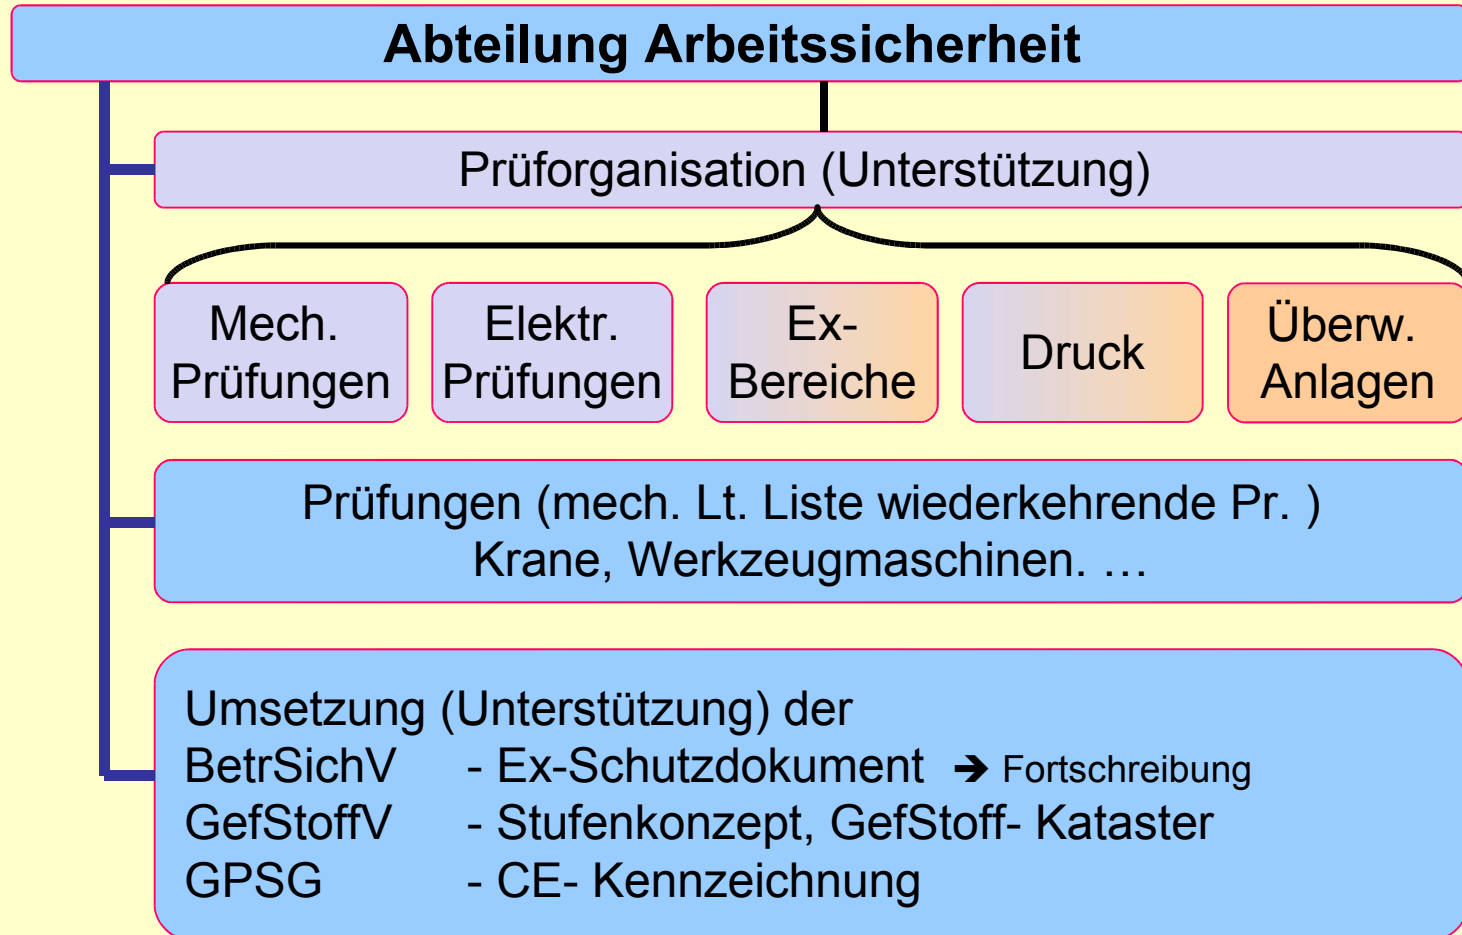 Abteilung Arbeitssicherheit
Prüforganisation (Unterstützung)
Mech.
Prüfungen
Elektr.
Prüfungen
Ex-
Bereiche
Druck
Überw.
Anlagen
Prüfungen (mech. Lt. Liste wiederkehrende Pr. )
Krane, Werkzeugmaschinen. …
Umsetzung (Unterstützung) der
BetrSichV - Ex-Schutzdokument ➔ Fortschreibung
GefStoffV - Stufenkonzept, GefStoff- Kataster
GPSG - CE- Kennzeichnung